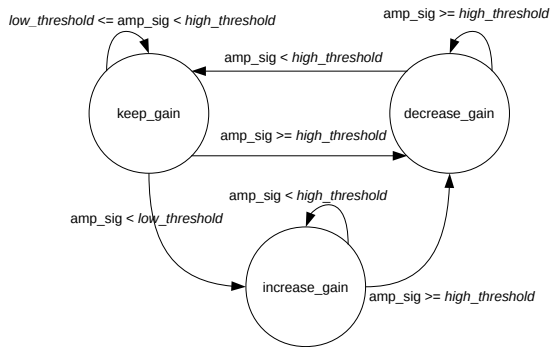 amp_sig >= high_threshold
low_threshold <= amp_sig < high_threshold
amp_sig < high_threshold
keep_gain
decrease_gain
amp_sig >= high_threshold
amp_sig < high_threshold
amp_sig < low_threshold
increase_gain
amp_sig >= high_threshold